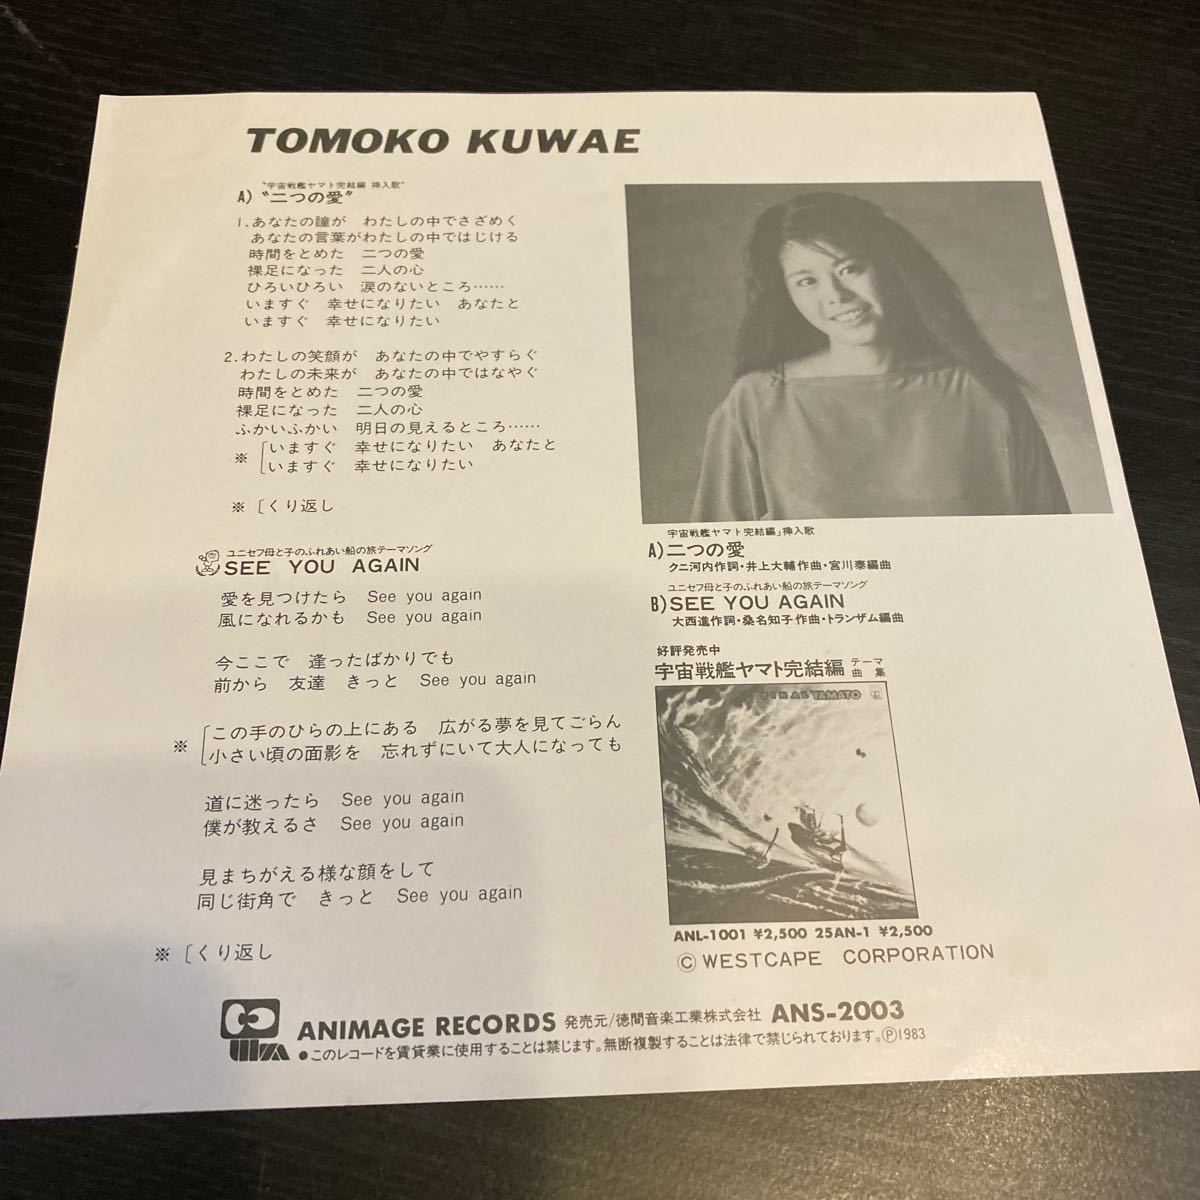 TOMOKO KUWAE
"宇宙戦艦ヤマト完結編 挿入歌"
A)"二つの愛"
1.あなたの瞳が わたしの中でさざめく
あなたの言葉がわたしの中ではじける
時間をとめた 二つの愛
裸足になった 二人の心
ひろいひろい 涙のないところ……
いますぐ 幸せになりたい あなたと
いますぐ 幸せになりたい
2.わたしの笑顔が あなたの中でやすらぐ
わたしの未来が あなたの中ではなやぐ
時間をとめた 二つの愛
裸足になった 二人の心
ふかいふかい 明日の見えるところ……
※[いますぐ 幸せになりたい あなたと
いますぐ 幸せになりたい
※[くり返し
ユニセフ母と子のふれあい船の旅テーマソング
SEE YOU AGAIN
愛を見つけたら See you again
風になれるかも See you again
今ここで 逢ったばかりでも
前から 友達 きっと See you again
※[この手のひらの上にある 広がる夢を見てごらん
小さい頃の面影を 忘れずにいて大人になっても
道に迷ったら See you again
僕が教えるさ See you again
見まちがえる様な顔をして
同じ街角で きっと See you again
※[くり返し
宇宙戦艦ヤマト完結編」挿入歌
A)二つの愛
クニ河内作詞・井上大輔作曲・宮川泰編曲
ユニセフ母と子のふれあい船の旅テーマソング
B)SEE YOU AGAIN
大西進作詞・桑名知子作曲・トランザム編曲
好評発売中
宇宙戦艦ヤマト完結編 テーマ曲集
FINAL YAMATO
ANL-1001 ¥2,500 25AN-1 ¥2,500
©WESTCAPE CORPORATION
ANIMAGE RECORDS 発売元/徳間音楽工業株式会社 ANS-2003
●このレコードを賃貸業に使用することは禁じます。無断複製することは法律で禁じられております。Ⓟ1983